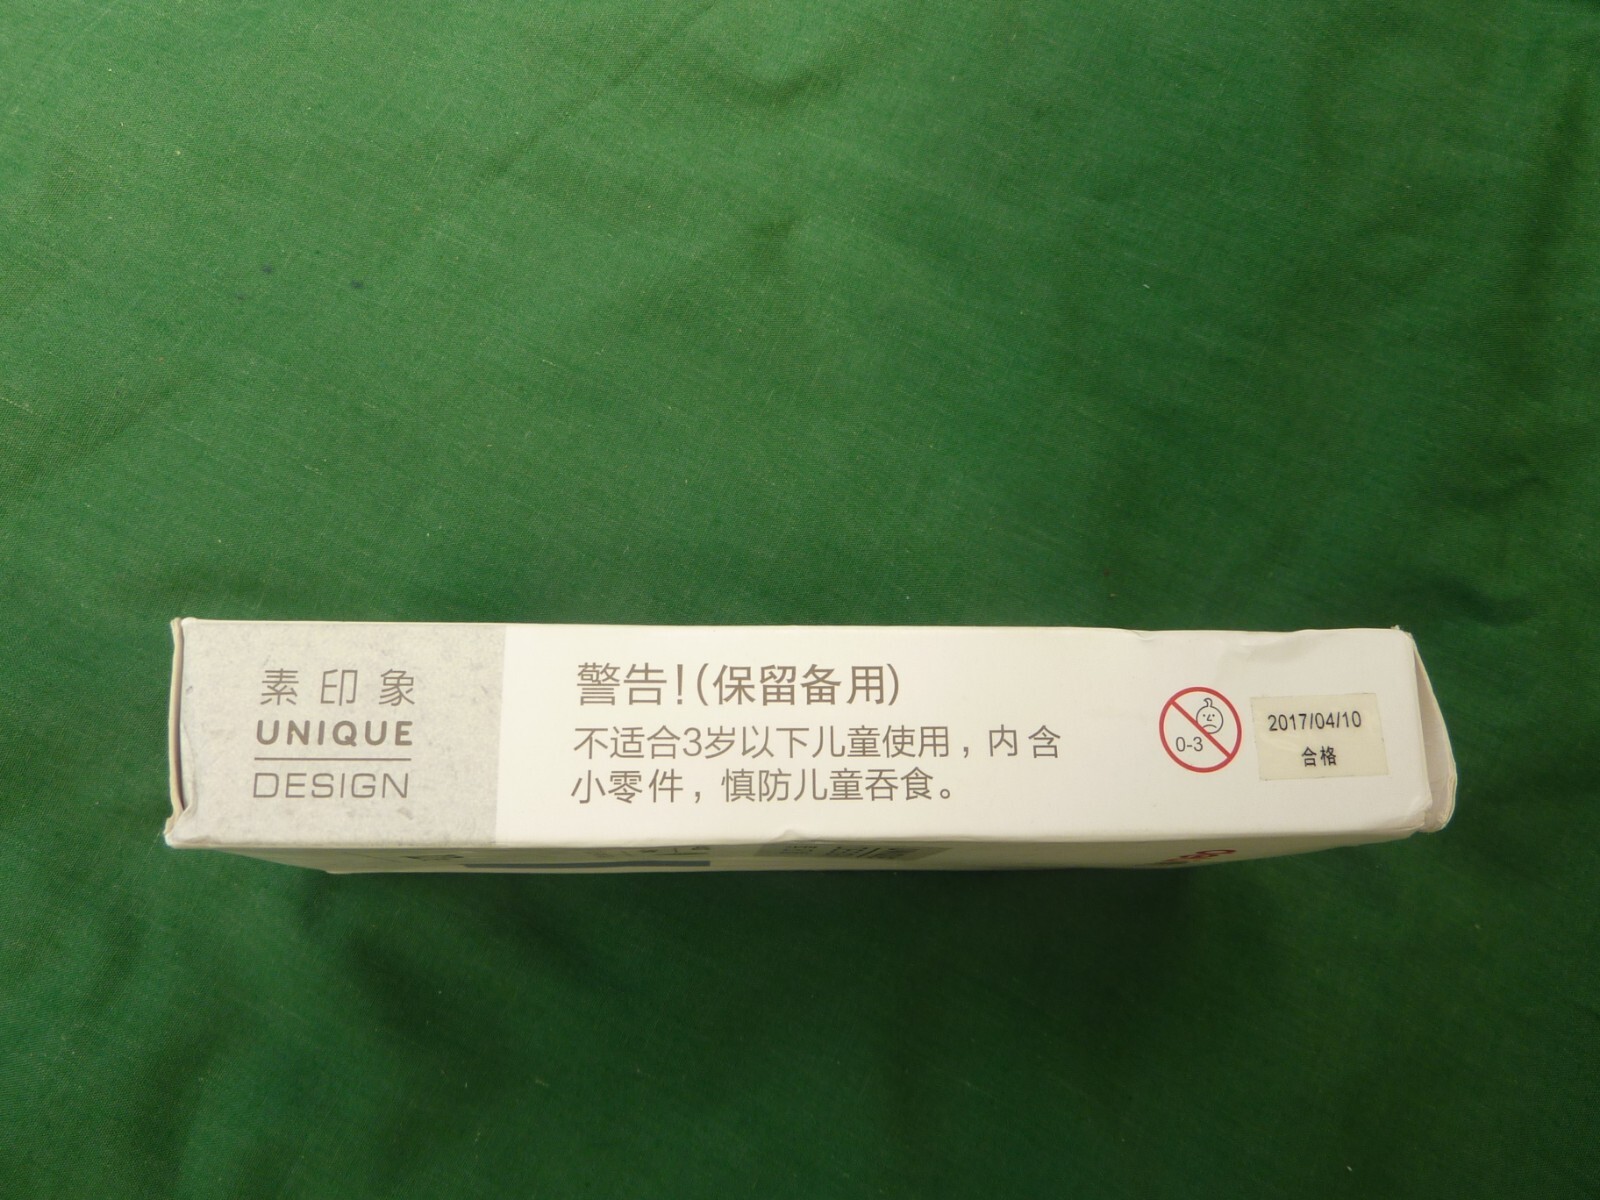 素印象
UNIQUE
DESIGN
警告!(保留备用)
不适合3岁以下儿童使用，内含
小零件，慎防儿童吞食。
0-3
2017/04/10
合格